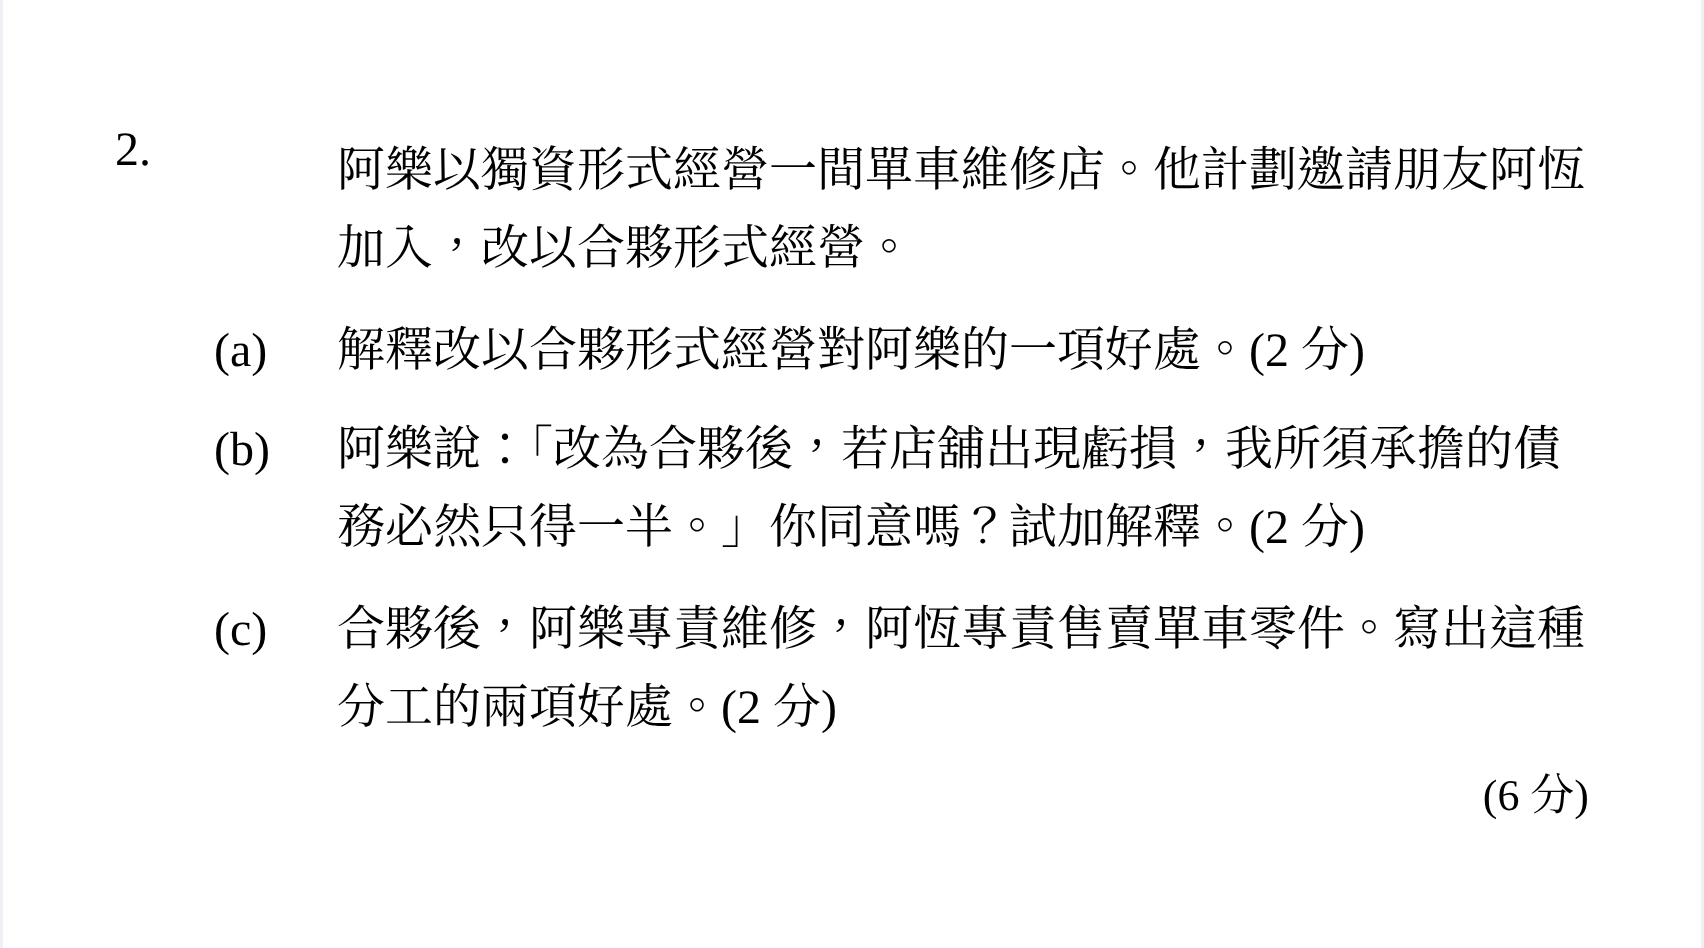 2.
阿樂以獨資形式經營一間單車維修店。他計劃邀請朋友阿恆
加入，改以合夥形式經營。
(a) 解釋改以合夥形式經營對阿樂的一項好處。(2 分)
(b) 阿樂說：「改為合夥後，若店舖出現虧損，我所須承擔的債
務必然只得一半。」你同意嗎？試加解釋。(2 分)
(c) 合夥後，阿樂專責維修，阿恆專責售賣單車零件。寫出這種
分工的兩項好處。(2 分)
(6 分)